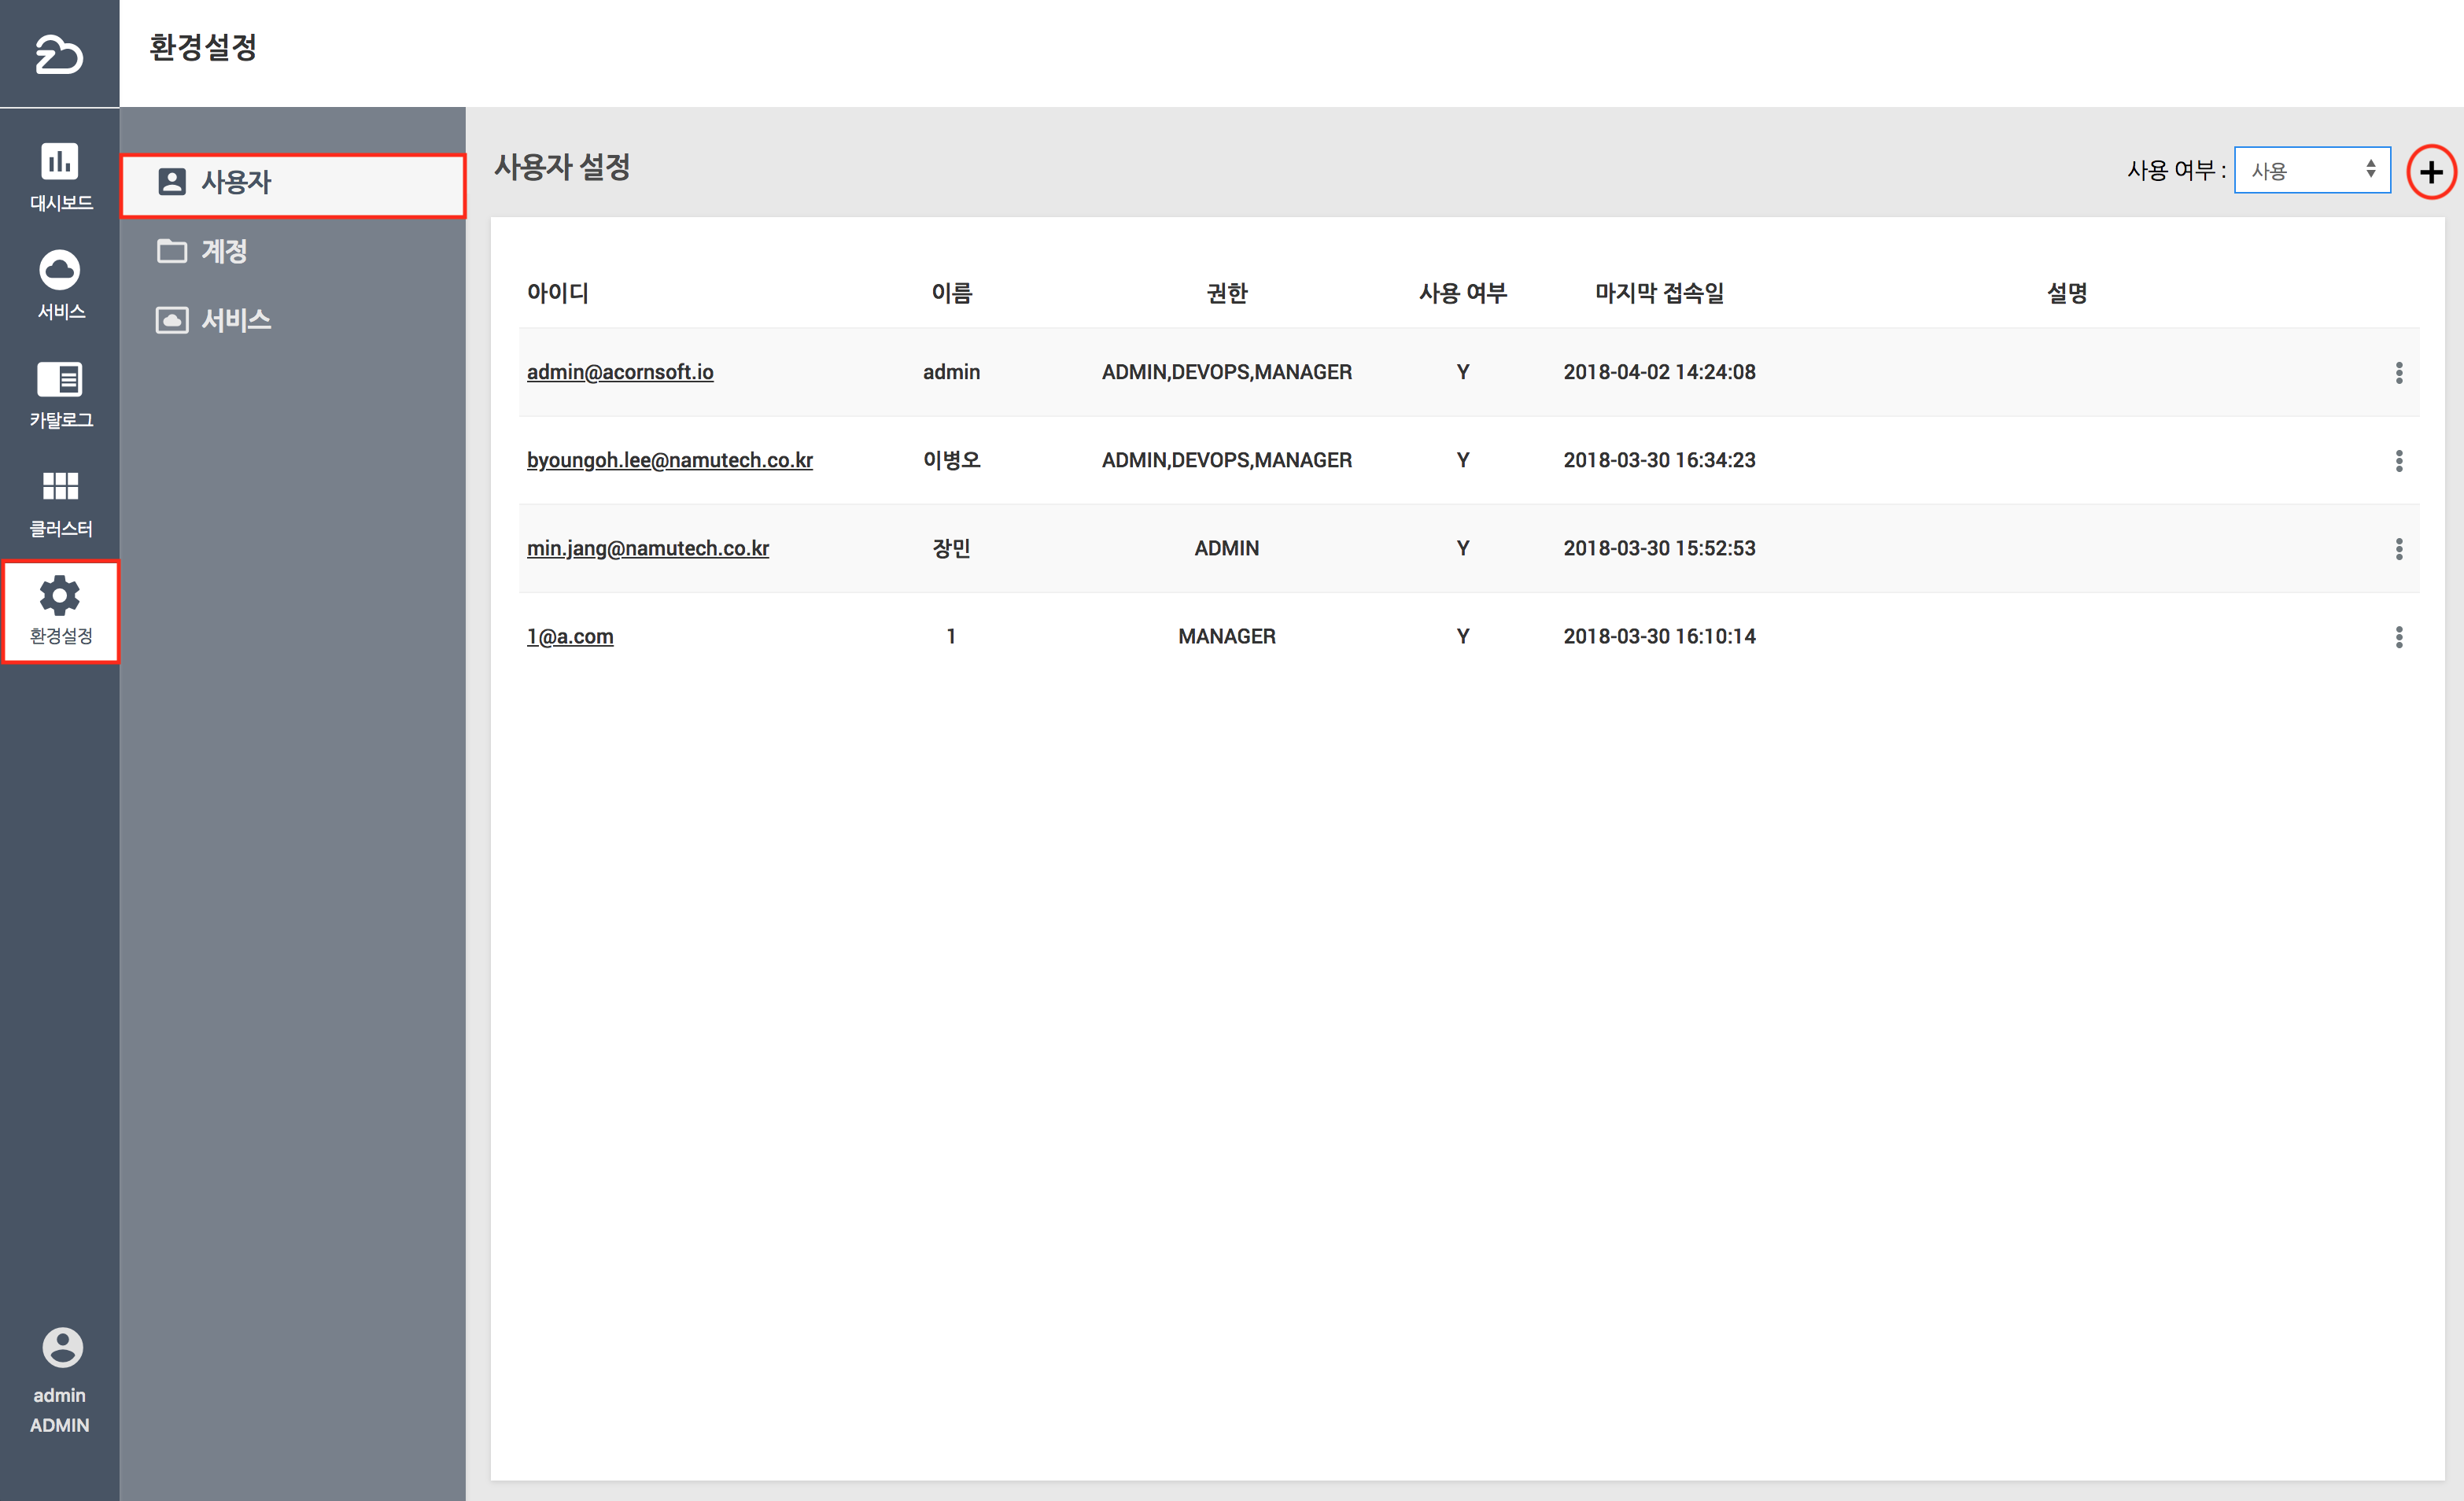 환경설정
대시보드
서비스
카탈로그
클러스터
환경설정
admin
ADMIN
사용자
계정
서비스
사용자 설정
사용 여부 : 사용
아이디 이름 권한 사용 여부 마지막 접속일 설명
admin@acornsoft.io admin ADMIN,DEVOPS,MANAGER Y 2018-04-02 14:24:08
byoungoh.lee@namutech.co.kr 이병오 ADMIN,DEVOPS,MANAGER Y 2018-03-30 16:34:23
min.jang@namutech.co.kr 장민 ADMIN Y 2018-03-30 15:52:53
1@a.com 1 MANAGER Y 2018-03-30 16:10:14